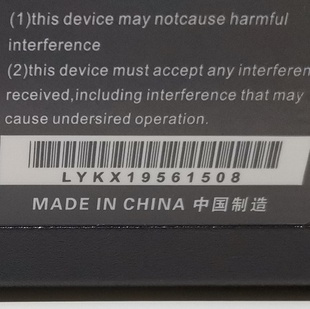 (1)this device may notcause harmful
interference
(2)this device must accept any interferen
received,including interference that may
cause undersired operation.
LYKX19561508
MADE IN CHINA 中国制造